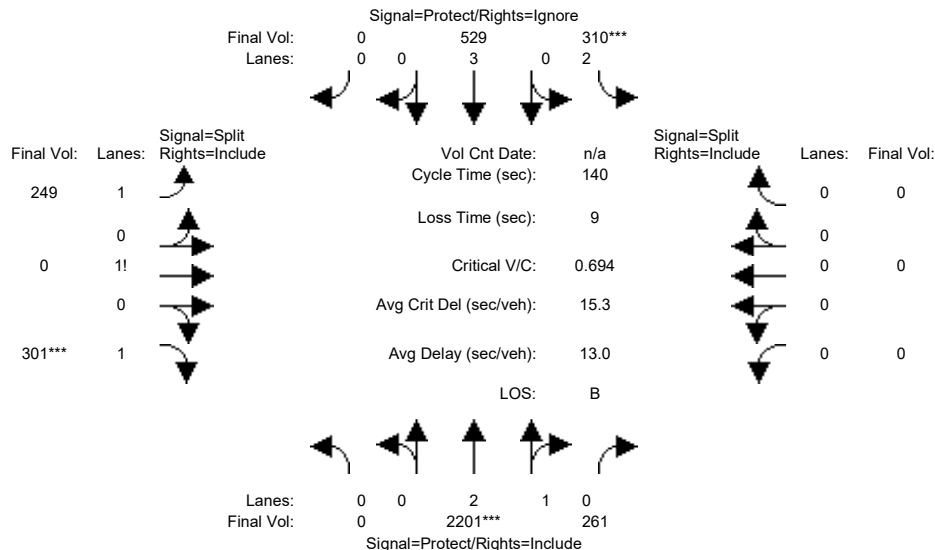 Signal=Protect/Rights=Ignore
Final Vol: 0 529 310***
Lanes: 0 0 3 0 2
Signal=Split
Final Vol: Lanes: Rights=Include
Vol Cnt Date: n/a
Signal=Split
Rights=Include Lanes: Final Vol:
Cycle Time (sec): 140
249 1
0 0
Loss Time (sec): 9
0
0
0 1!
Critical V/C: 0.694
0 0
0
Avg Crit Del (sec/veh): 15.3
0
301*** 1
Avg Delay (sec/veh): 13.0
0 0
LOS: B
Lanes: 0 0 2 1 0
Final Vol: 0 2201*** 261
Signal=Protect/Rights=Include